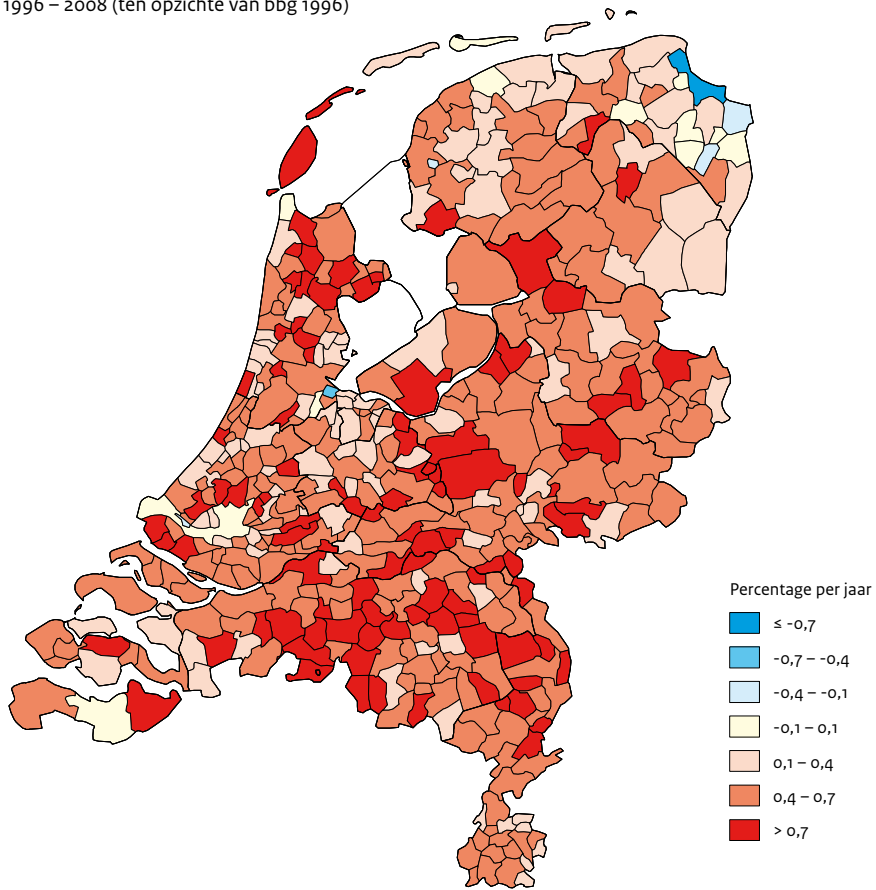 1996 – 2008 (ten opzichte van bbg 1996)
Percentage per jaar
≤ -0,7
-0,7 – -0,4
-0,4 – -0,1
-0,1 – 0,1
0,1 – 0,4
0,4 – 0,7
> 0,7